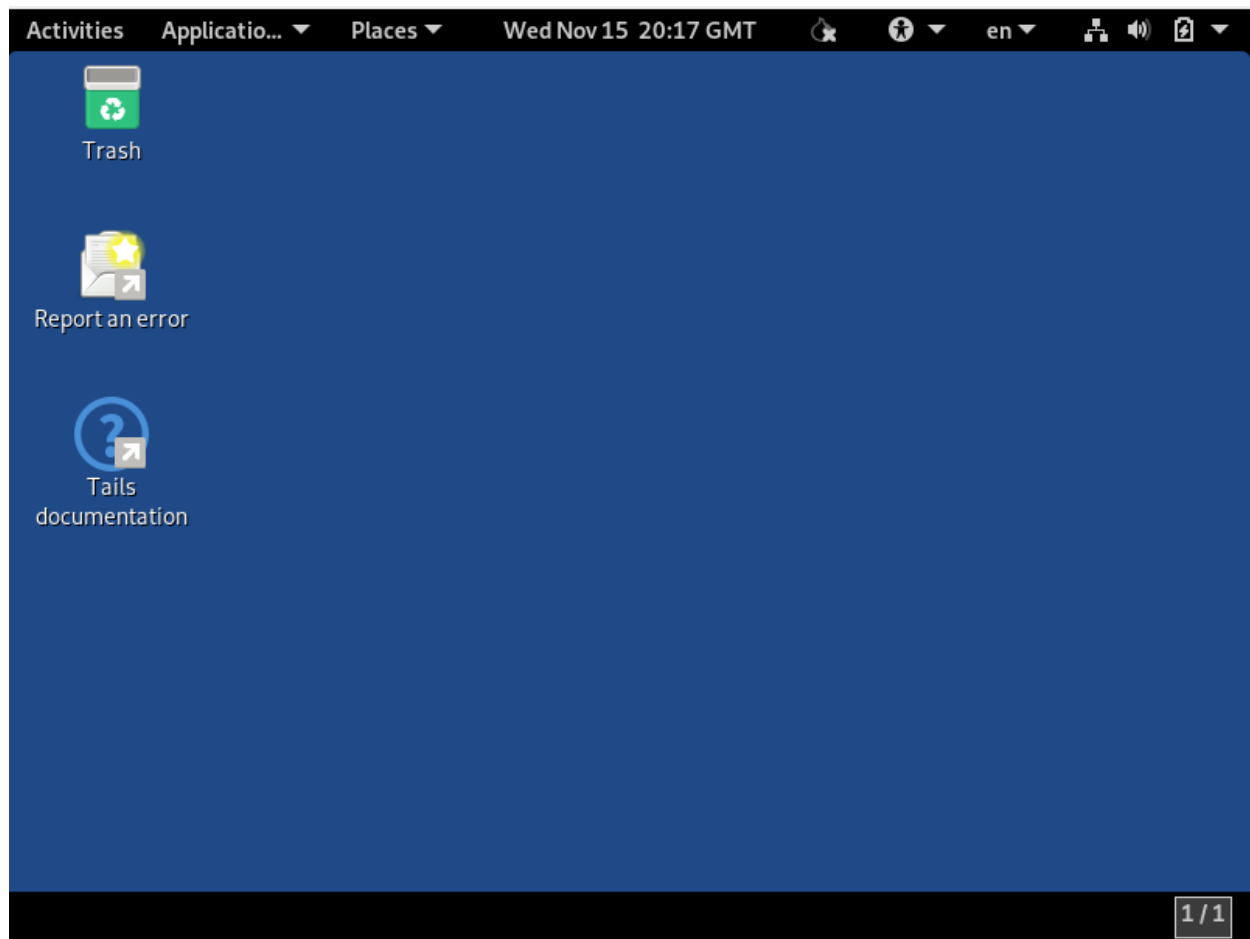 Activities Applicatio... Places Wed Nov 15 20:17 GMT en
Trash
Report an error
Tails
documentation
1 / 1